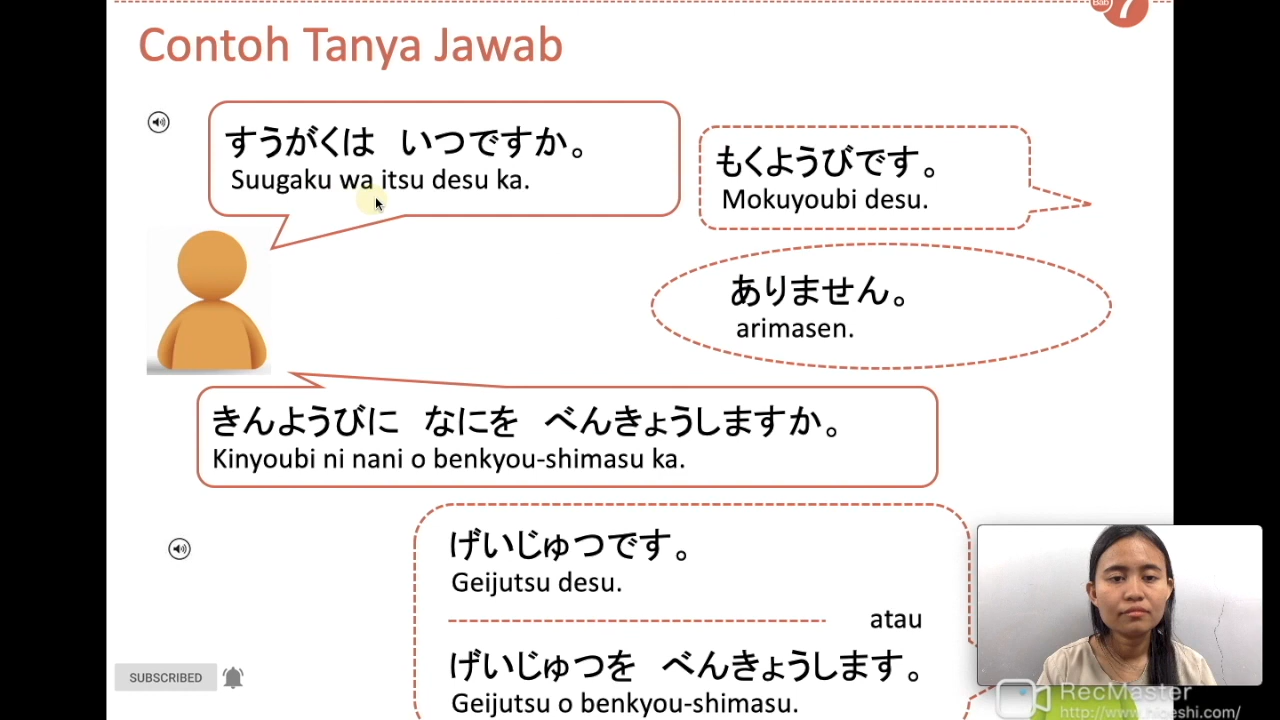 Bab 7
Contoh Tanya Jawab
すうがくは いつですか。
Suugaku wa itsu desu ka.
もくようびです。
Mokuyoubi desu.
ありません。
arimasen.
きんようびに なにを べんきょうしますか。
Kinyoubi ni nani o benkyou-shimasu ka.
げいじゅつです。
Geijutsu desu.
atau
げいじゅつを べんきょうします。
Geijutsu o benkyou-shimasu.
SUBSCRIBED
RecMaster